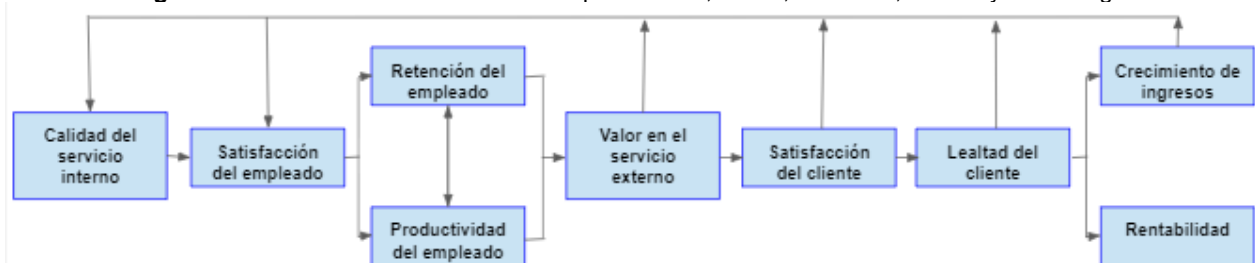 Retención del
empleado
Crecimiento de
ingresos
Calidad del
servicio
interno
Satisfacción
del empleado
Valor en el
servicio
externo
Satisfacción
del cliente
Lealtad del
cliente
Productividad
del empleado
Rentabilidad